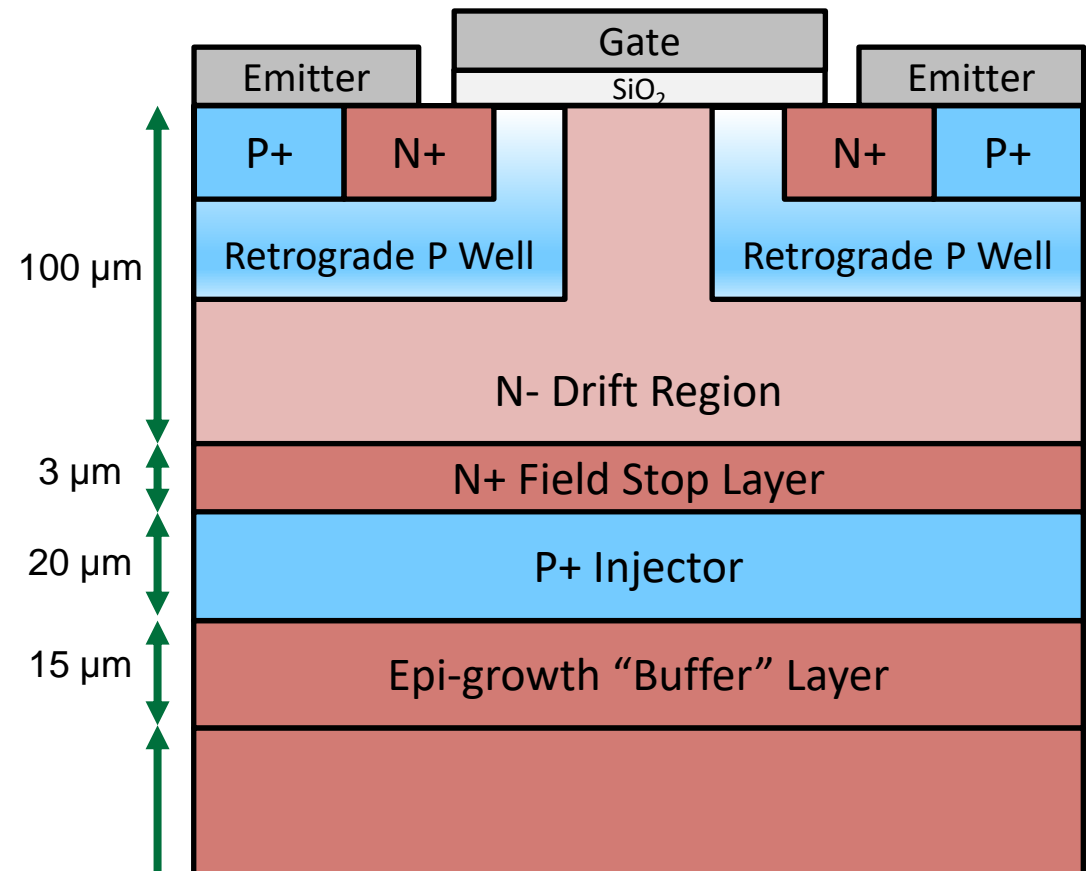 Gate
Emitter
SiO₂
Emitter
P+
N+
N+
P+
Retrograde P Well
Retrograde P Well
100 µm
N- Drift Region
3 µm
N+ Field Stop Layer
20 µm
P+ Injector
15 µm
Epi-growth “Buffer” Layer